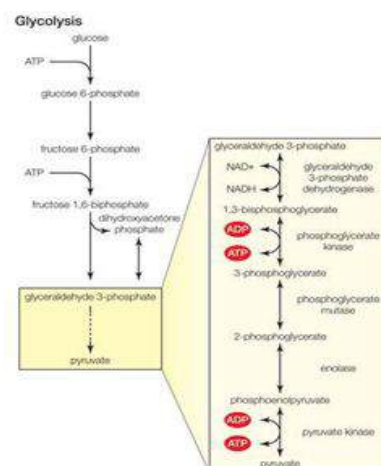 Glycolysis
glucose
ATP
glucose 6-phosphate
fructose 6-phosphate
ATP
fructose 1,6-biphosphate
dihydroxyacetone
phosphate
glyceraldehyde 3-phosphate
pyruvate
glyceraldehyde 3-phosphate
NAD+
NADH
glyceraldehyde
3-phosphate
dehydrogenase
1,3-bisphoglycerate
ADP
ATP
phosphoglycerate
kinase
3-phosphoglycerate
phosphoglycerate
mutase
2-phosphoglycerate
enolase
phosphoenolpyruvate
ADP
ATP
pyruvate kinase
pyruvate